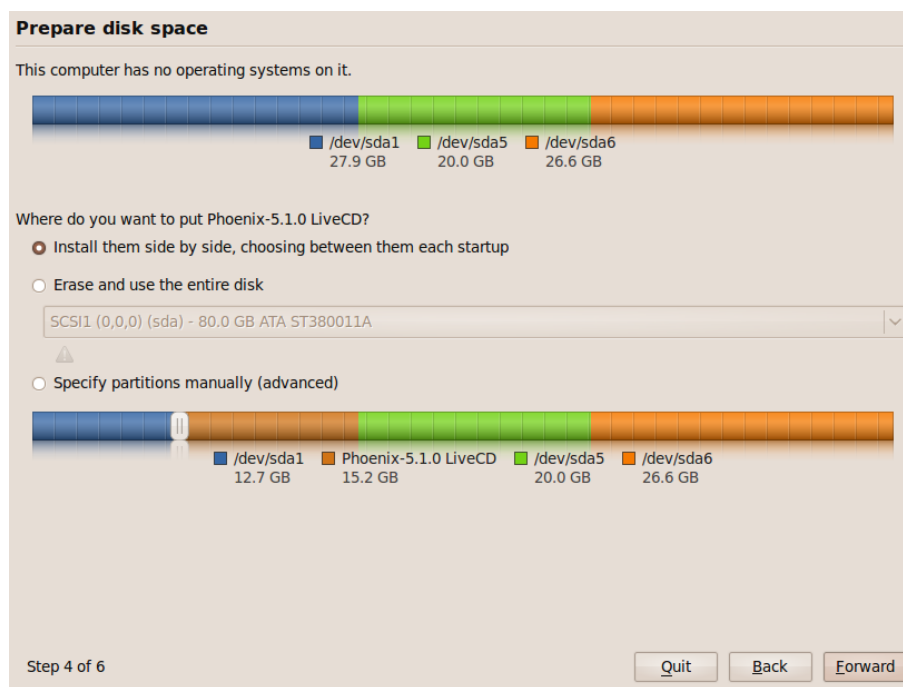 Prepare disk space
This computer has no operating systems on it.
/dev/sda1 /dev/sda5 /dev/sda6
27.9 GB 20.0 GB 26.6 GB
Where do you want to put Phoenix-5.1.0 LiveCD?
Install them side by side, choosing between them each startup
Erase and use the entire disk
SCSI1 (0,0,0) (sda) - 80.0 GB ATA ST380011A
Specify partitions manually (advanced)
/dev/sda1 Phoenix-5.1.0 LiveCD /dev/sda5 /dev/sda6
12.7 GB 15.2 GB 20.0 GB 26.6 GB
Step 4 of 6 Quit Back Forward